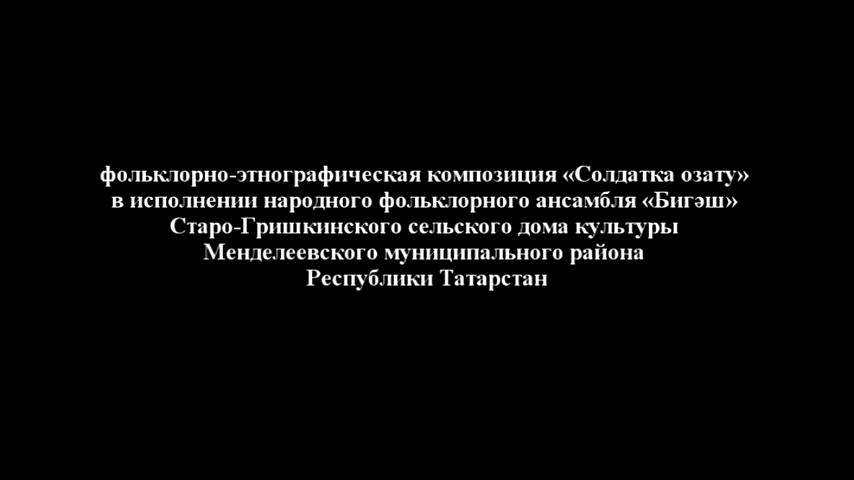 фольклорно-этнографическая композиция «Солдатка озату»
в исполнении народного фольклорного ансамбля «Бигәш»
Старо-Гришкинского сельского дома культуры
Менделеевского муниципального района
Республики Татарстан